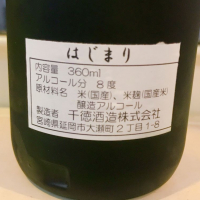 はじまり
内容量 360ml
アルコール分 8度
原材料名 米(国産)、米麹(国産米)
醸造アルコール
製造者 千徳酒造株式会社
宮崎県延岡市大瀬町2丁目1-8